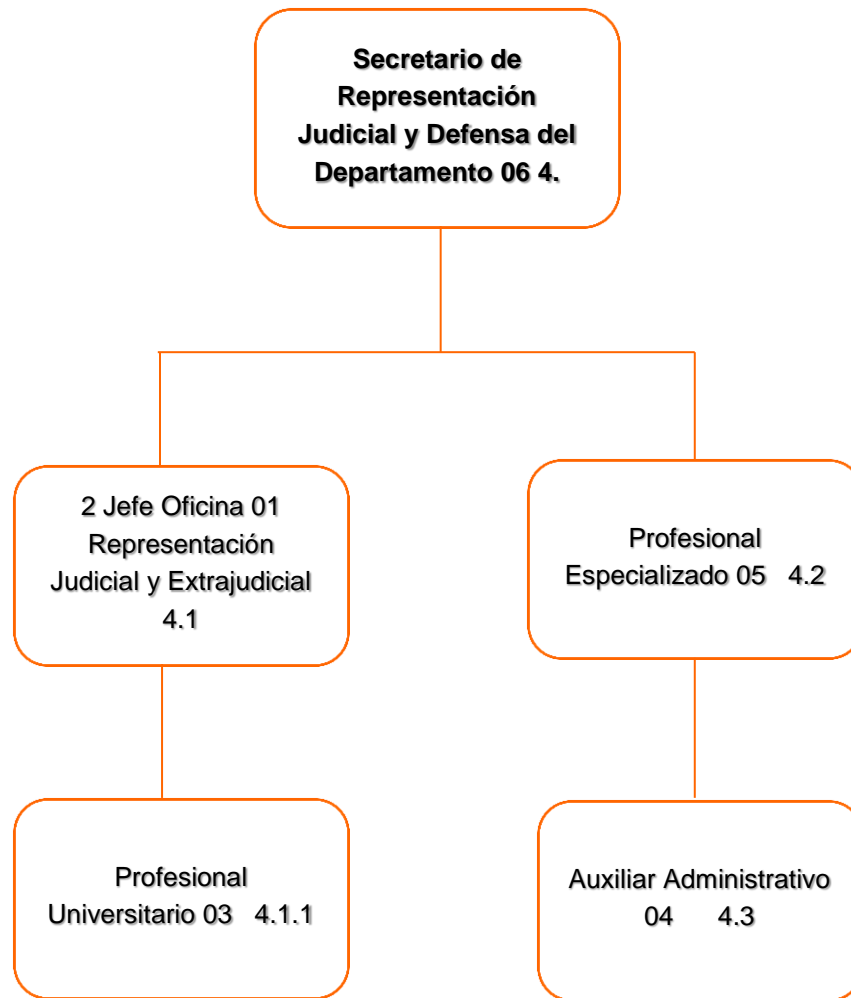 Secretario de
Representación
Judicial y Defensa del
Departamento 06 4.
2 Jefe Oficina 01
Representación
Judicial y Extrajudicial
4.1
Profesional
Especializado 05 4.2
Profesional
Universitario 03 4.1.1
Auxiliar Administrativo
04 4.3